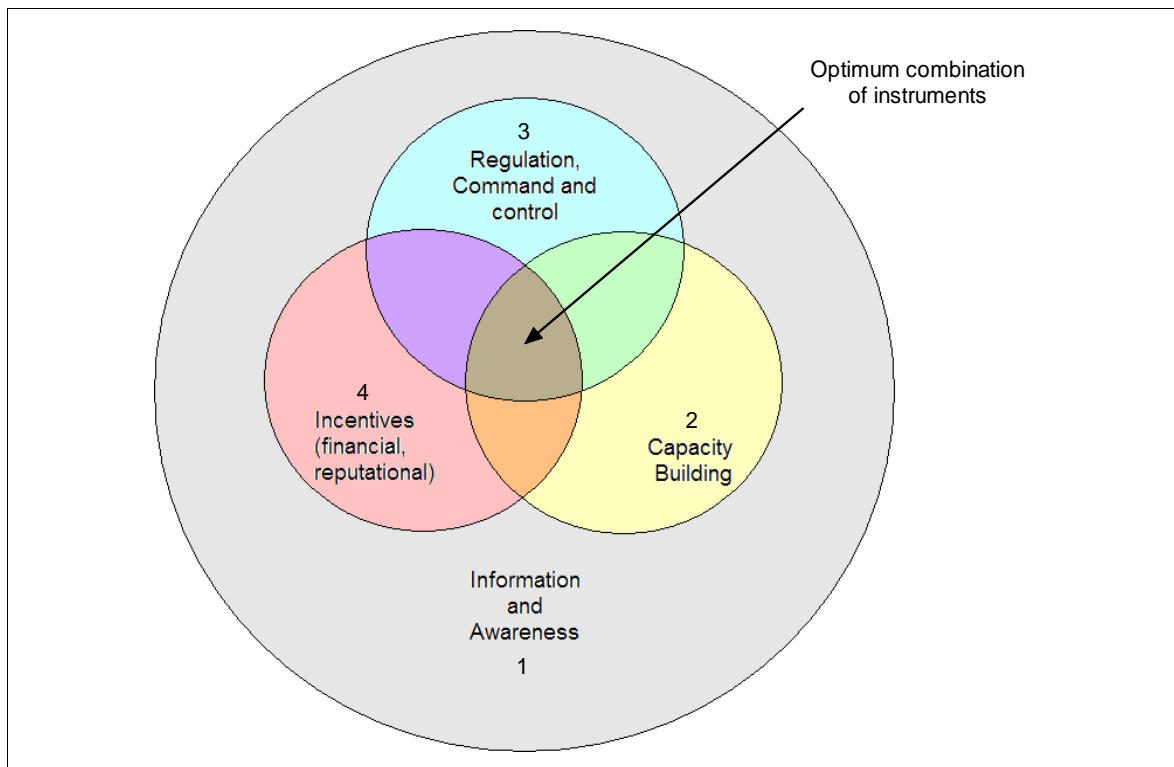 Optimum combination
of instruments
3
Regulation,
Command and
control
4
Incentives
(financial,
reputational)
2
Capacity
Building
Information
and
Awareness
1